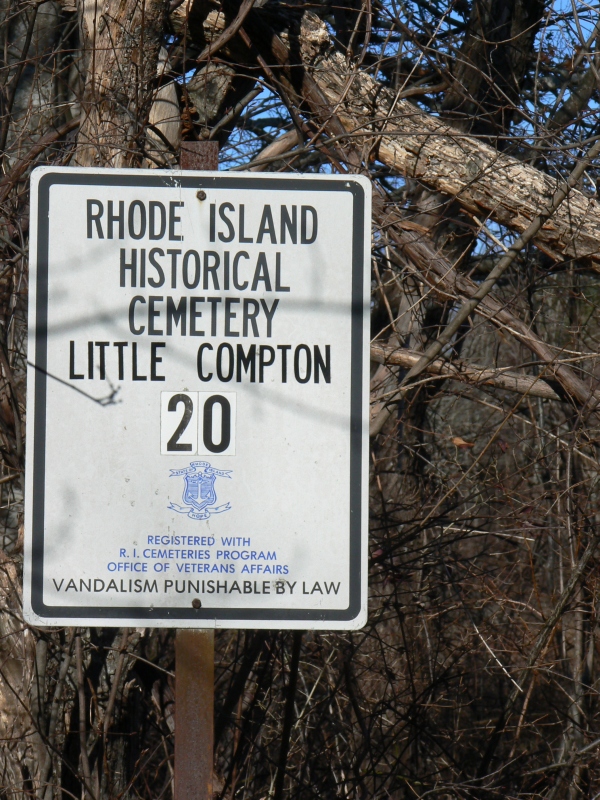 RHODE ISLAND
HISTORICAL
CEMETERY
LITTLE COMPTON
20
HOPE
REGISTERED WITH
R. I. CEMETERIES PROGRAM
OFFICE OF VETERANS AFFAIRS
VANDALISM PUNISHABLE BY LAW